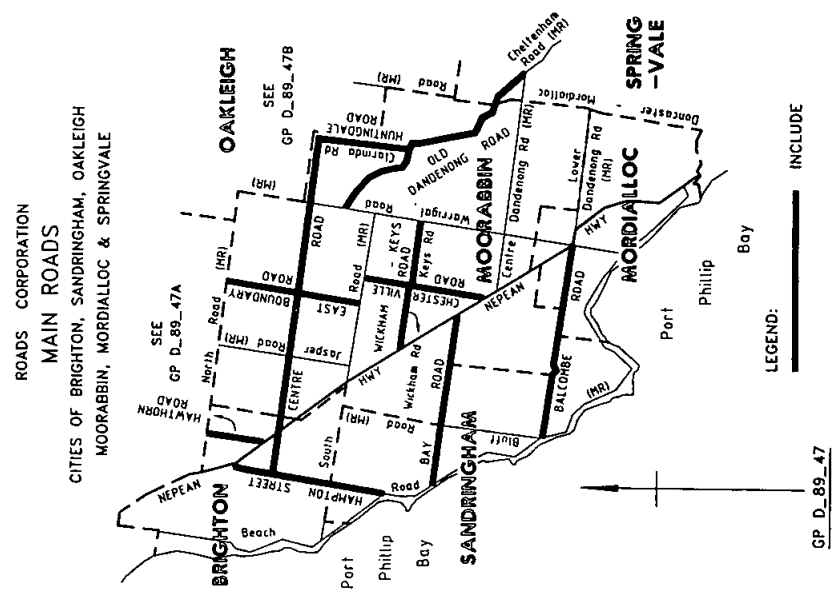 ROADS CORPORATION
MAIN ROADS
CITIES OF BRIGHTON, SANDRINGHAM, OAKLEIGH
MOORABBIN, MORDIALLOC & SPRINGVALE
OAKLEIGH
SEE
GP D_89_47B
SEE
GP D_89_47A
Cheltenham
Road (MR)
SPRING
-VALE
Mordialloc
Road (MR)
Doncaster
HUNTINGDALE
ROAD
Clarinda Rd
OLD
DANDENONG ROAD
Warrigal
Road
(MR)
North
Road (MR)
HAWTHORN
ROAD
BOUNDARY
ROAD
EAST
CENTRE
ROAD
Jasper
Road (MR)
South
Road
(MR)
WICKHAM
- KEYS
ROAD
Keys Rd
Wickham Rd
CHESTER
VILLE
ROAD
MOORABBIN
Centre
Dandenong Rd (MR)
Lower
Dandenong Rd
(MR)
NEPEAN
HWY
NEPEAN
HWY
MORDIALLOC
BRIGHTON
HAMPTON
STREET
Beach
Road
(MR)
BAY
ROAD
Bluff
Road
(MR)
BALCOMBE
ROAD
SANDRINGHAM
Port
Phillip
Bay
Port
Phillip
Bay
LEGEND:
INCLUDE
GP D_89_47